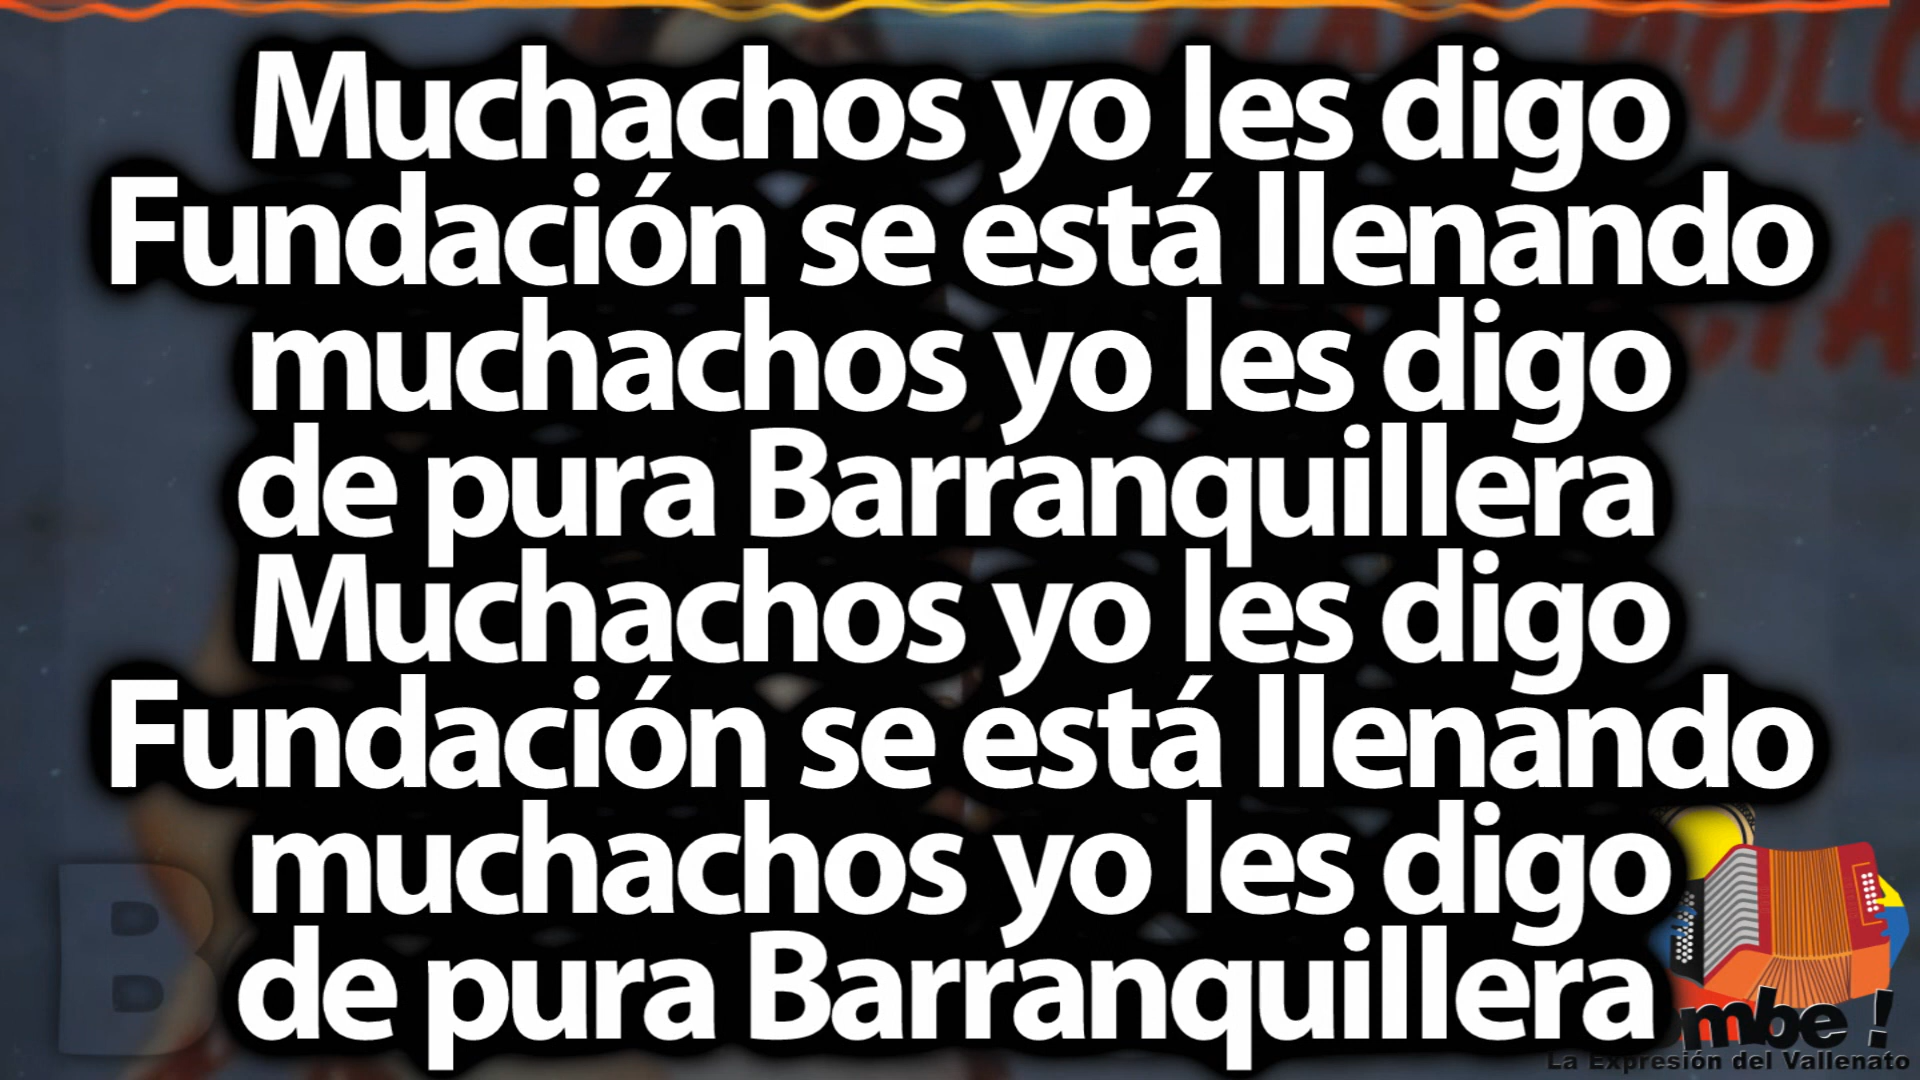 Muchachos yo les digo
Fundación se está llenando
muchachos yo les digo
de pura Barranquillera
Muchachos yo les digo
Fundación se está llenando
muchachos yo les digo
de pura Barranquillera
La Expresión del Vallenato